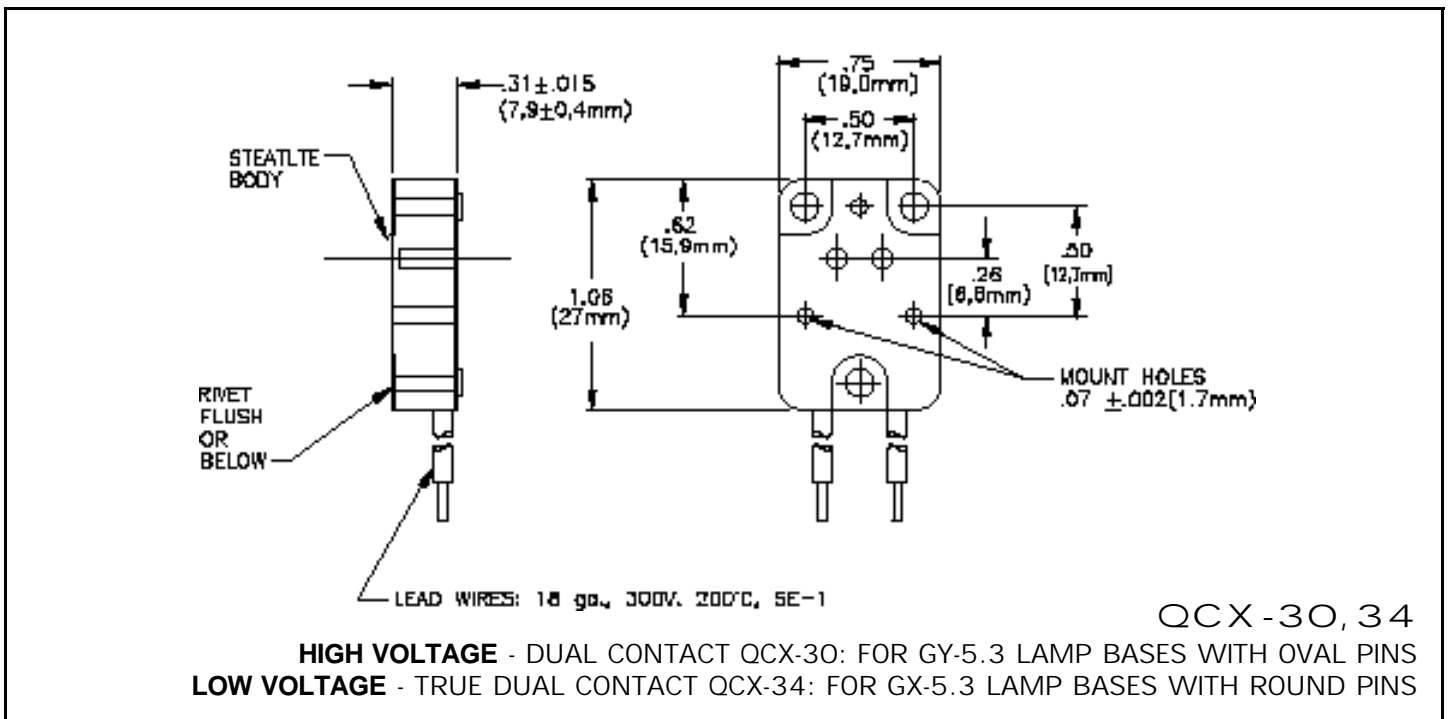 .31±.015
(7,9±0,4mm)
.75
(19,0mm)
.50
(12,7mm)
STEATLTE
BODY
.62
(15,9mm)
.50
(12,7mm)
.26
(6,6mm)
1.06
(27mm)
MOUNT HOLES
.07 ±.002(1.7mm)
RIVET
FLUSH
OR
BELOW
LEAD WIRES: 18 ga., 300V. 200°C, SE-1
QCX-30,34
HIGH VOLTAGE - DUAL CONTACT QCX-30: FOR GY-5.3 LAMP BASES WITH OVAL PINS
LOW VOLTAGE - TRUE DUAL CONTACT QCX-34: FOR GX-5.3 LAMP BASES WITH ROUND PINS